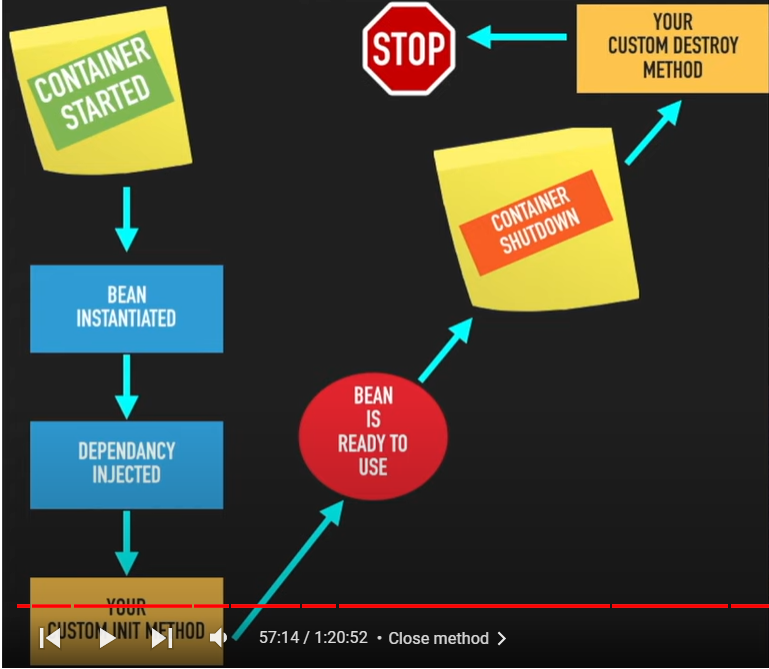 CONTAINER
STARTED
BEAN
INSTANTIATED
DEPENDANCY
INJECTED
YOUR
CUSTOM INIT METHOD
BEAN
IS
READY TO
USE
CONTAINER
SHUTDOWN
YOUR
CUSTOM DESTROY
METHOD
STOP
57:14 / 1:20:52 • Close method